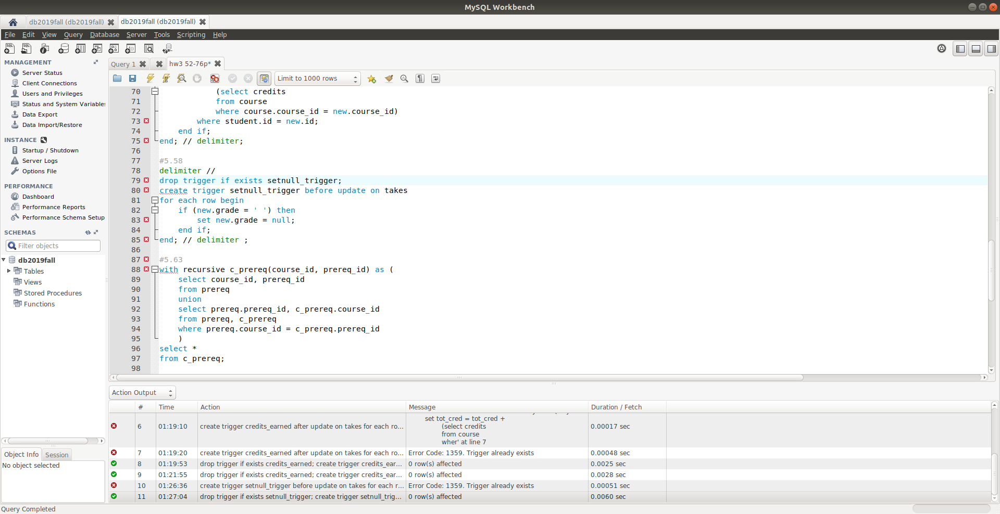 MySQL Workbench
db2019fall (db2019fall)
db2019fall (db2019fall)
File Edit View Query Database Server Tools Scripting Help
MANAGEMENT
Server Status
Client Connections
Users and Privileges
Status and System Variables
Data Export
Data Import/Restore
INSTANCE
Startup / Shutdown
Server Logs
Options File
PERFORMANCE
Dashboard
Performance Reports
Performance Schema Setup
SCHEMAS
Filter objects
db2019fall
Tables
Views
Stored Procedures
Functions
Object Info Session
No object selected
Query 1
hw3 52-76p*
Limit to 1000 rows
70 (select credits
71 from course
72 where course.course_id = new.course_id)
73 where student.id = new.id;
74 end if;
75 end; // delimiter;
76
77 #5.58
78 delimiter //
79 drop trigger if exists setnull_trigger;
80 create trigger setnull_trigger before update on takes
81 for each row begin
82 if (new.grade = ' ') then
83 set new.grade = null;
84 end if;
85 end; // delimiter ;
86
87 #5.63
88 with recursive c_prereq(course_id, prereq_id) as (
89 select course_id, prereq_id
90 from prereq
91 union
92 select prereq.prereq_id, c_prereq.course_id
93 from prereq, c_prereq
94 where prereq.course_id = c_prereq.prereq_id
95 )
96 select *
97 from c_prereq;
98
Action Output
# Time Action Message Duration / Fetch
set tot_cred = tot_cred +
(select credits
6 01:19:10 create trigger credits_earned after update on takes for each ro... 0.00017 sec
from course
wher' at line 7
7 01:19:20 create trigger credits_earned after update on takes for each ro... Error Code: 1359. Trigger already exists 0.00048 sec
8 01:19:53 drop trigger if exists credits_earned; create trigger credits_ear... 0 row(s) affected 0.0025 sec
9 01:21:55 drop trigger if exists credits_earned; create trigger credits_ear... 0 row(s) affected 0.0028 sec
10 01:26:36 create trigger setnull_trigger before update on takes for each r... Error Code: 1359. Trigger already exists 0.00051 sec
11 01:27:04 drop trigger if exists setnull_trigger; create trigger setnull_trig... 0 row(s) affected 0.0060 sec
Query Completed